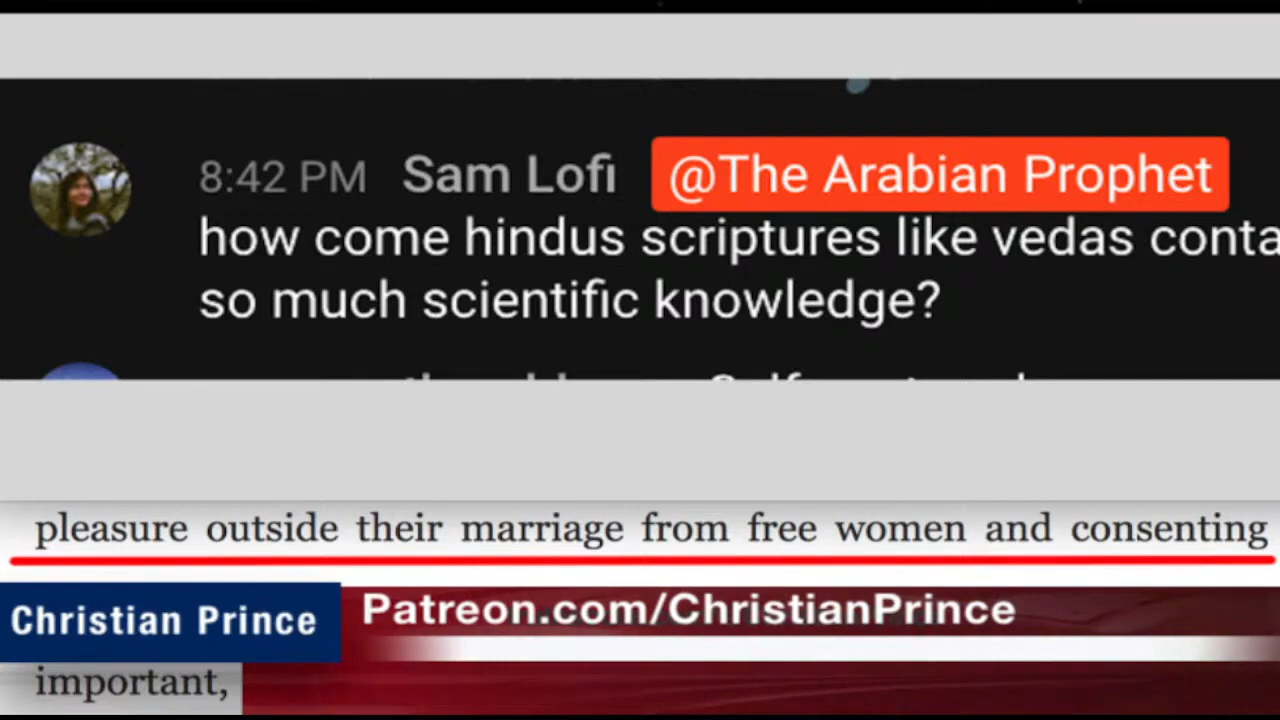 8:42 PM Sam Lofi @The Arabian Prophet
how come hindus scriptures like vedas conta
so much scientific knowledge?
pleasure outside their marriage from free women and consenting
Christian Prince
Patreon.com/ChristianPrince
important,